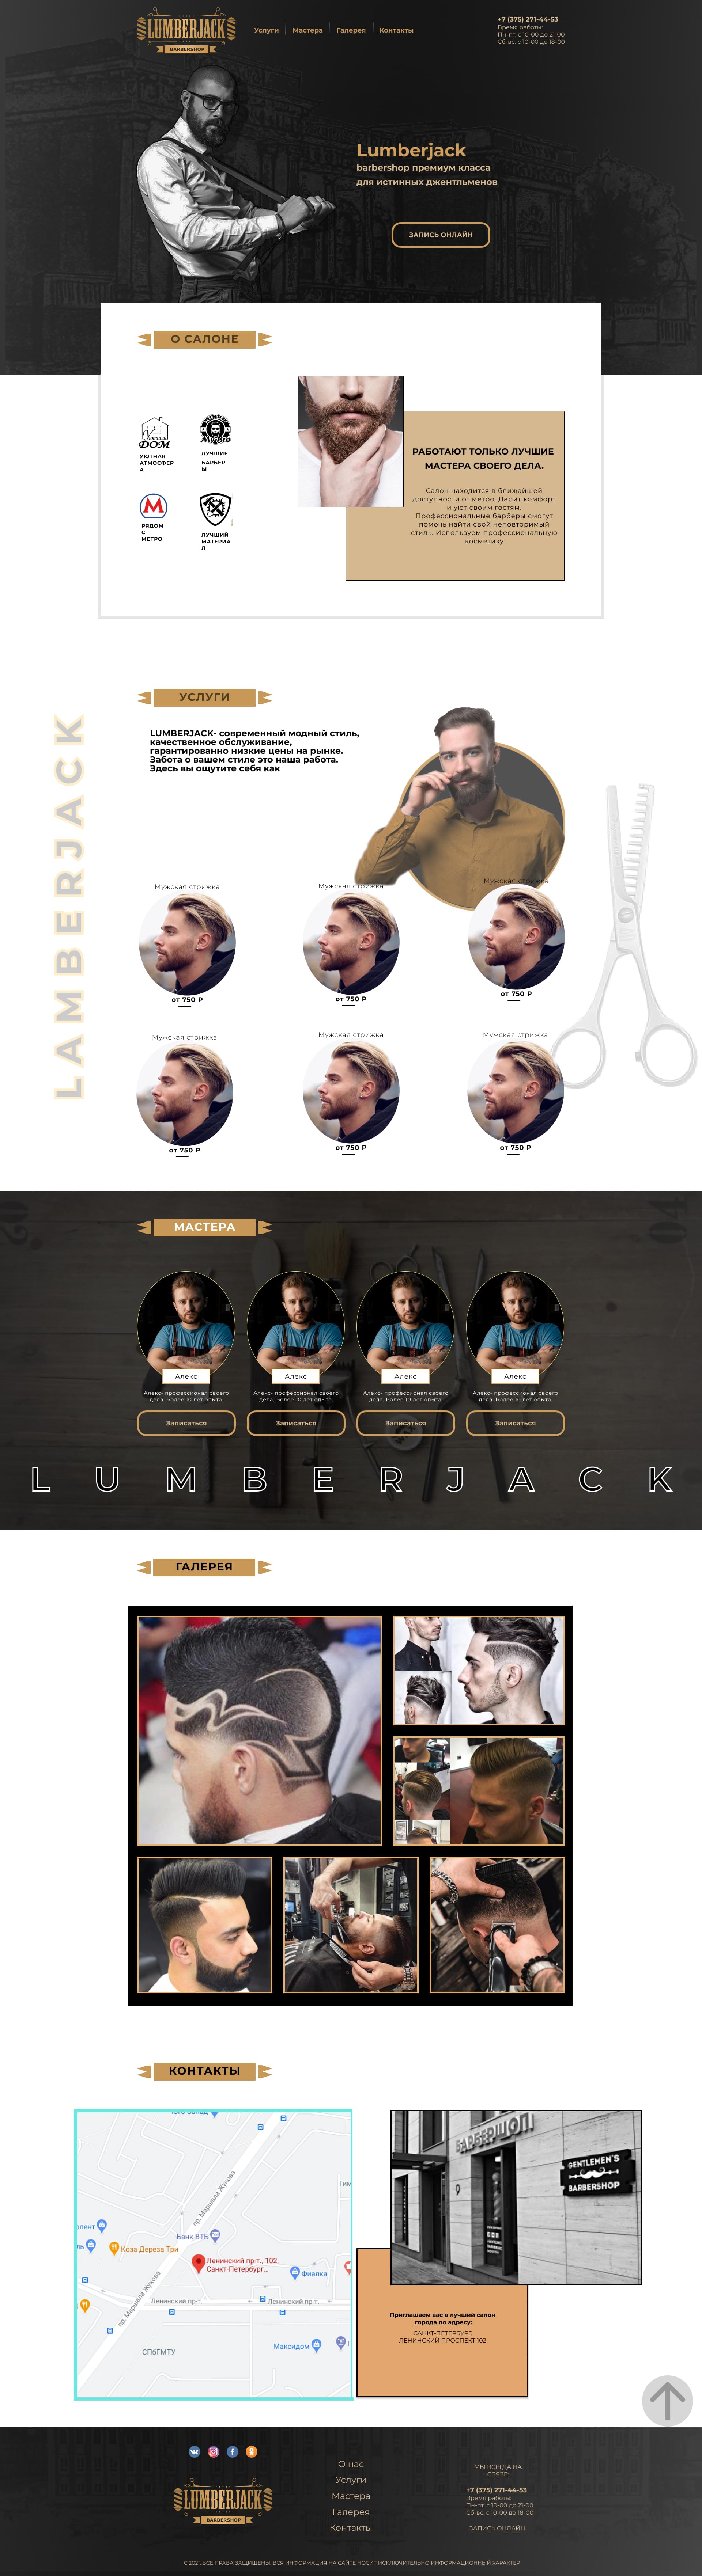 LUMBERJACK
BARBERSHOP
Услуги
Мастера
Галерея
Контакты
+7 (375) 271-44-53
Время работы:
Пн-пт. с 10-00 до 21-00
Сб-вс. с 10-00 до 18-00
Lumberjack
barbershop премиум класса
для истинных джентльменов
ЗАПИСЬ ОНЛАЙН
О САЛОНЕ
ДОМ
УЮТНАЯ
АТМОСФЕР
А
ЛУЧШИЕ
БАРБЕР
Ы
РЯДОМ
С
МЕТРО
ЛУЧШИЙ
МАТЕРИА
Л
РАБОТАЮТ ТОЛЬКО ЛУЧШИЕ
МАСТЕРА СВОЕГО ДЕЛА.
Салон находится в ближайшей
доступности от метро. Дарит комфорт
и уют своим гостям.
Профессиональные барберы смогут
помочь найти свой неповторимый
стиль. Используем профессиональную
косметику
УСЛУГИ
LAMBERJACK
LUMBERJACK- современный модный стиль,
качественное обслуживание,
гарантированно низкие цены на рынке.
Забота о вашем стиле это наша работа.
Здесь вы ощутите себя как
Мужская стрижка
от 750 Р
Мужская стрижка
от 750 Р
Мужская стрижка
от 750 Р
Мужская стрижка
от 750 Р
Мужская стрижка
от 750 Р
Мужская стрижка
от 750 Р
МАСТЕРА
Алекс
Алекс- профессионал своего
дела. Более 10 лет опыта.
Записаться
Алекс
Алекс- профессионал своего
дела. Более 10 лет опыта.
Записаться
Алекс
Алекс- профессионал своего
дела. Более 10 лет опыта.
Записаться
Алекс
Алекс- профессионал своего
дела. Более 10 лет опыта.
Записаться
LUMBERJACK
ГАЛЕРЕЯ
КОНТАКТЫ
пр. Маршала Жукова
Гим
Банк ВТБ
Коза Дереза Три
Ленинский пр-т., 102,
Санкт-Петербург...
Фиалка
Ленинский пр-т.
Ленинский пр-т.
пр. Маршала Жукова
Максидом
СПбГМТУ
БАРБЕРШОП
GENTLEMEN'S
BARBERSHOP
9
Приглашаем вас в лучший салон
города по адресу:
САНКТ-ПЕТЕРБУРГ,
ЛЕНИНСКИЙ ПРОСПЕКТ 102
LUMBERJACK
BARBERSHOP
О нас
Услуги
Мастера
Галерея
Контакты
МЫ ВСЕГДА НА
СВЯЗЕ:
+7 (375) 271-44-53
Время работы:
Пн-пт. с 10-00 до 21-00
Сб-вс. с 10-00 до 18-00
ЗАПИСЬ ОНЛАЙН
С 2021. ВСЕ ПРАВА ЗАЩИЩЕНЫ. ВСЯ ИНФОРМАЦИЯ НА САЙТЕ НОСИТ ИСКЛЮЧИТЕЛЬНО ИНФОРМАЦИОННЫЙ ХАРАКТЕР